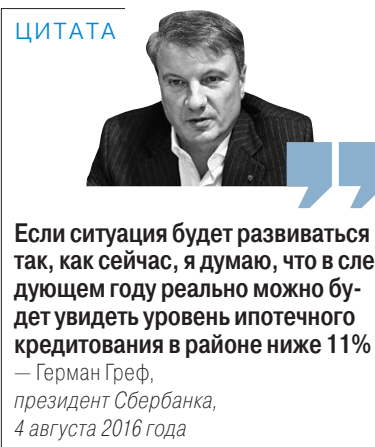 ЦИТАТА
Если ситуация будет развиваться
так, как сейчас, я думаю, что в сле
дующем году реально можно бу-
дет увидеть уровень ипотечного
кредитования в районе ниже 11%
— Герман Греф,
президент Сбербанка,
4 августа 2016 года